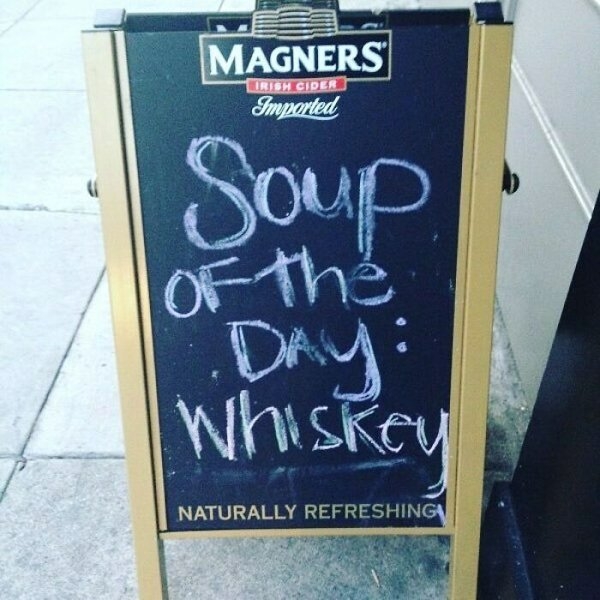 MAGNERS
IRISH CIDER
Imported
Soup
OF the
DAY:
Whiskey
NATURALLY REFRESHING